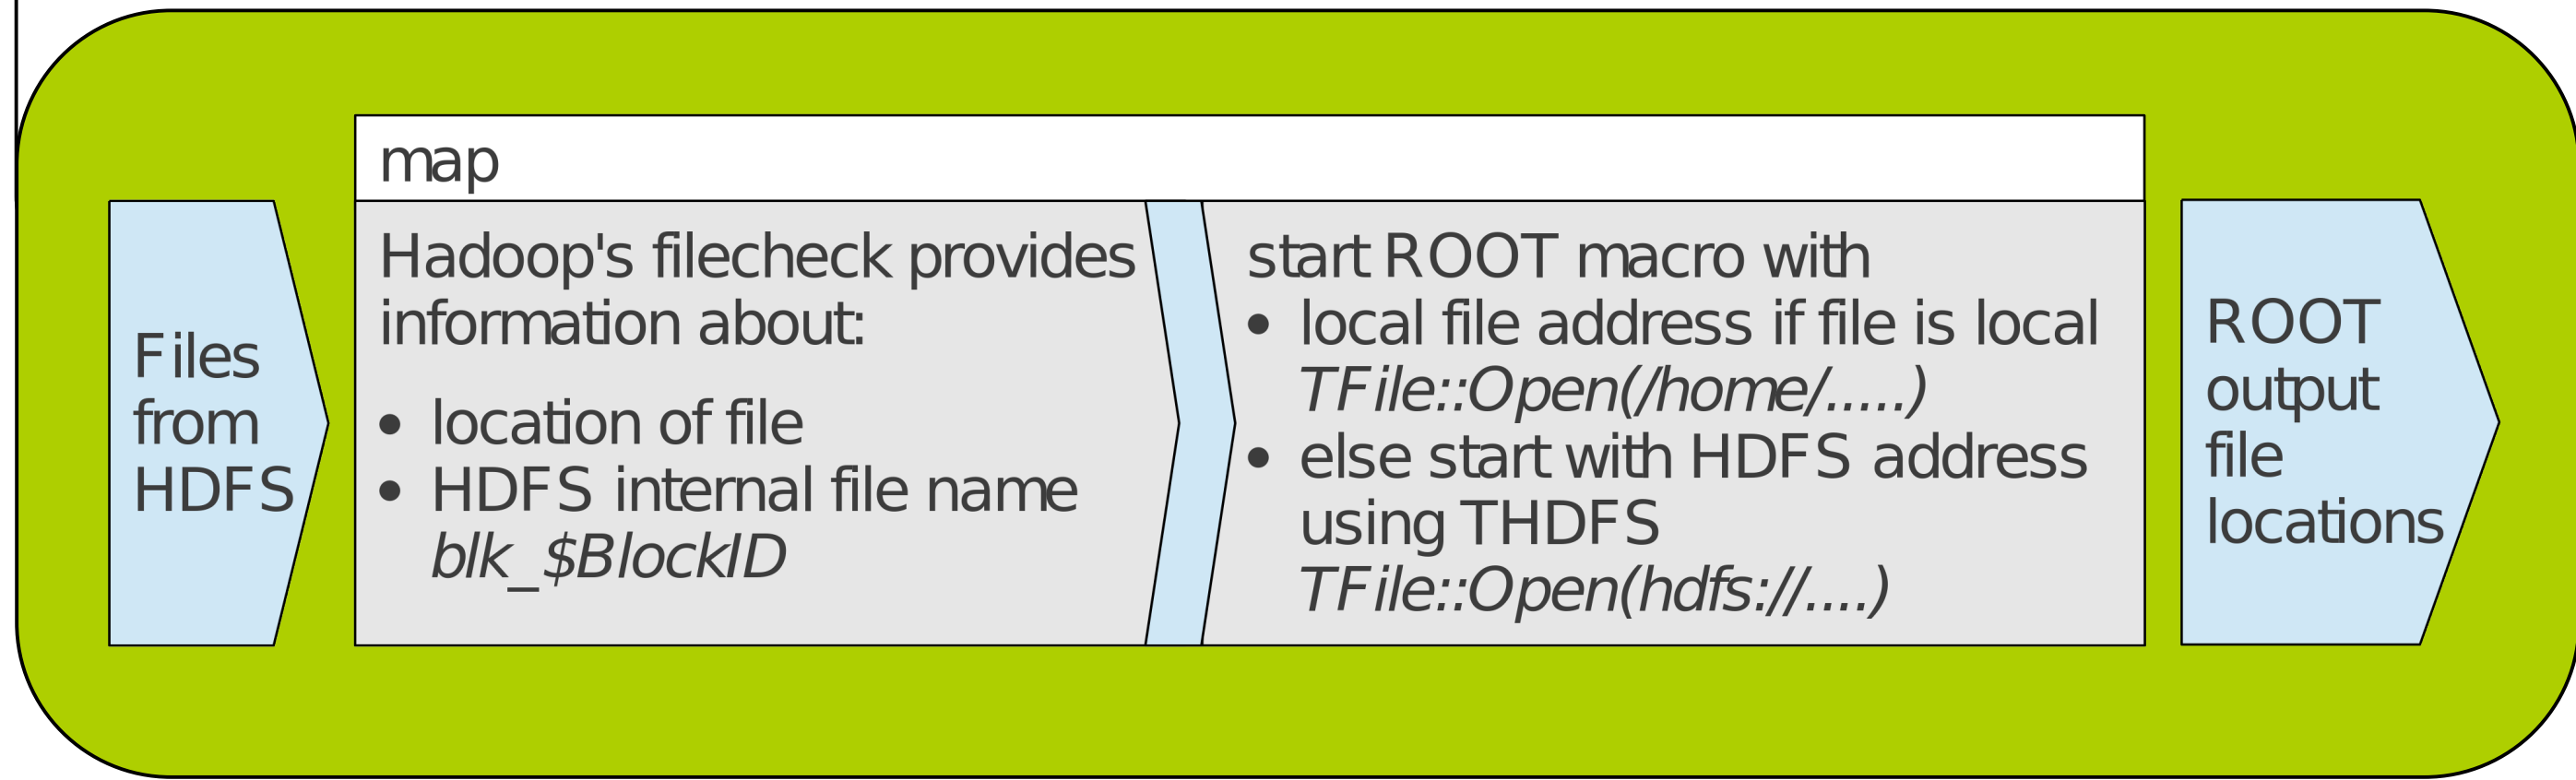 map
Files
from
HDFS
Hadoop's filecheck provides
information about:
• location of file
• HDFS internal file name
blk_$BlockID
start ROOT macro with
• local file address if file is local
TFile::Open(/home/.....)
• else start with HDFS address
using THDFS
TFile::Open(hdfs://....)
ROOT
output
file
locations